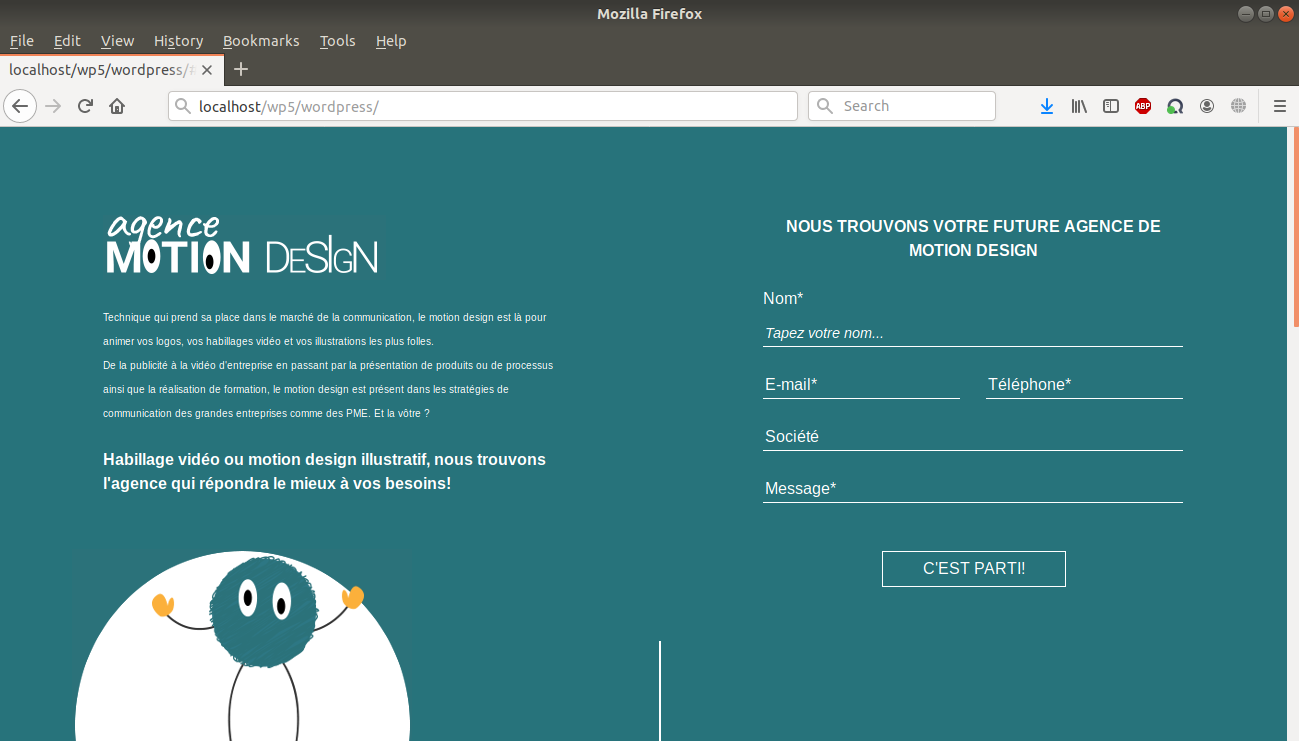 Mozilla Firefox
File Edit View History Bookmarks Tools Help
localhost/wp5/wordpress/#
localhost/wp5/wordpress/
Search
ABP
agence
MOTION DESIGN
Technique qui prend sa place dans le marché de la communication, le motion design est là pour
animer vos logos, vos habillages vidéo et vos illustrations les plus folles.
De la publicité à la vidéo d'entreprise en passant par la présentation de produits ou de processus
ainsi que la réalisation de formation, le motion design est présent dans les stratégies de
communication des grandes entreprises comme des PME. Et la vôtre ?
Habillage vidéo ou motion design illustratif, nous trouvons
l'agence qui répondra le mieux à vos besoins!
NOUS TROUVONS VOTRE FUTURE AGENCE DE
MOTION DESIGN
Nom*
Tapez votre nom...
E-mail* Téléphone*
Société
Message*
C'EST PARTI!